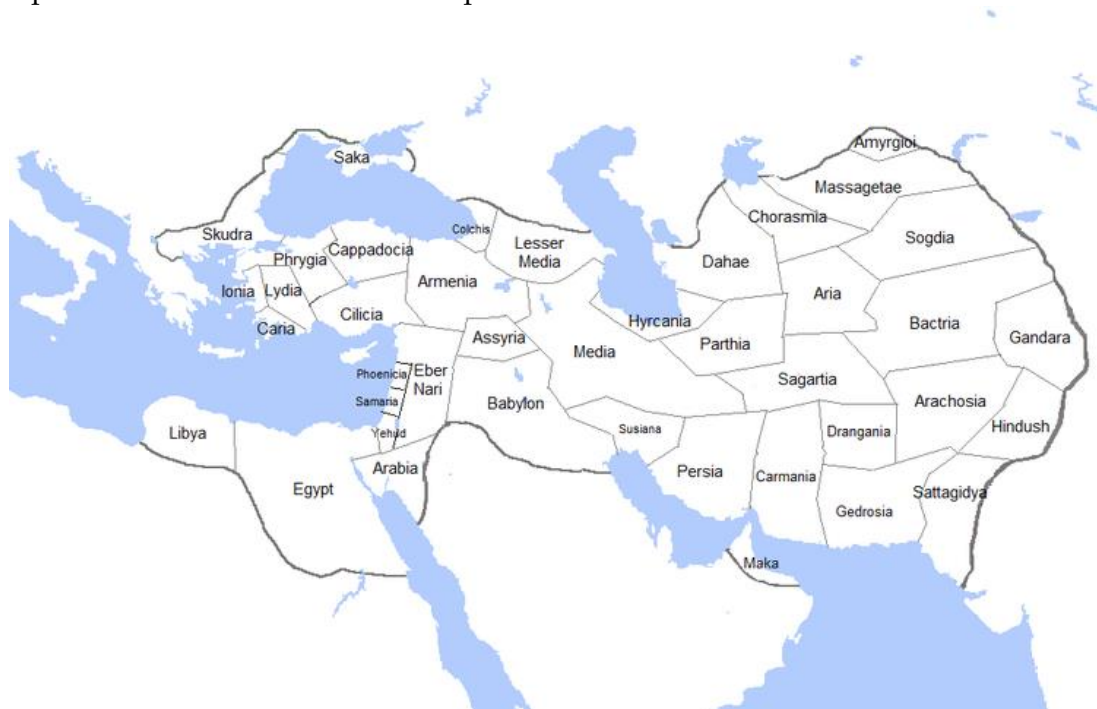 Amyrgioi
Saka
Massagetae
Chorasmia
Colchis
Skudra
Sogdia
Cappadocia
Lesser
Media
Phrygia
Dahae
Armenia
Ionia
Lydia
Aria
Cilicia
Hyrcania
Bactria
Caria
Assyria
Gandara
Parthia
Media
Phoenicia
Eber
Nari
Sagartia
Samaria
Babylon
Arachosia
Hindush
Libya
Yehud
Susiana
Drangania
Arabia
Persia
Carmania
Egypt
Sattagidya
Gedrosia
Maka